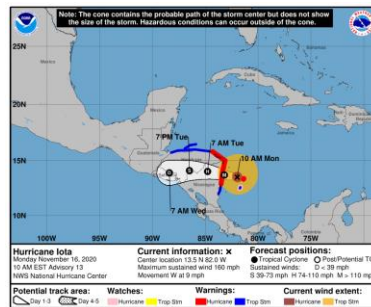 Note: The cone contains the probable path of the storm center but does not show
the size of the storm. Hazardous conditions can occur outside of the cone.
25N
20N
15N
10N
100W
95W
90W
85W
80W
75W
Mexico
Cuba
7 PM Tue
7 AM Tue
10 AM Mon
7 AM Wed
S
S
H
M
Hurricane Iota
Monday November 16, 2020
10 AM EST Advisory 13
NWS National Hurricane Center
Current information: x
Center location 13.5 N 82.0 W
Maximum sustained wind 160 mph
Movement W at 9 mph
Forecast positions:
Tropical Cyclone Post/Potential TC
Sustained winds: D < 39 mph
S 39-73 mph H 74-110 mph M > 110 mph
Potential track area:
Day 1-3 Day 4-5
Watches:
Hurricane Trop Stm
Warnings:
Hurricane Trop Stm
Current wind extent:
Hurricane Trop Stm